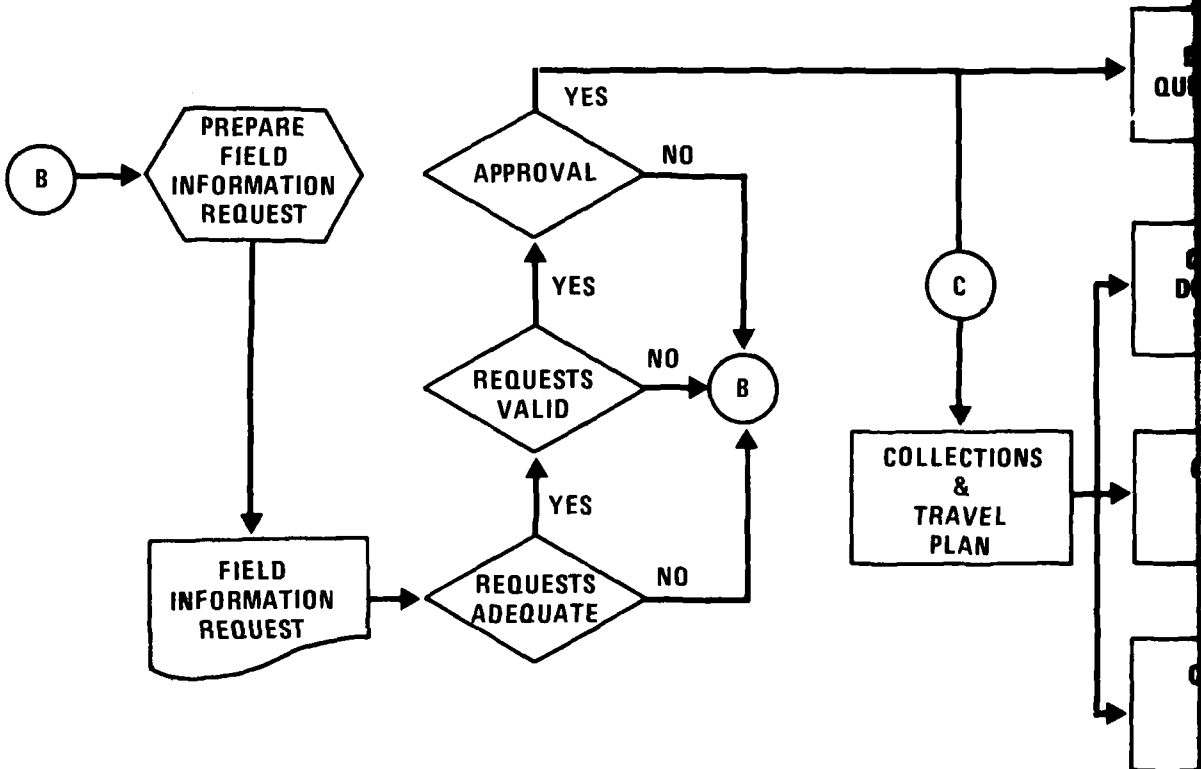 B
PREPARE
FIELD
INFORMATION
REQUEST
FIELD
INFORMATION
REQUEST
REQUESTS
ADEQUATE
YES
NO
REQUESTS
VALID
YES
NO
B
APPROVAL
YES
NO
C
COLLECTIONS
&
TRAVEL
PLAN